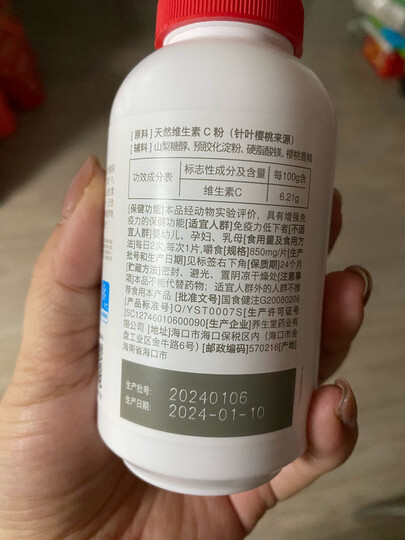 [原料] 天然维生素C粉（针叶樱桃来源）
[辅料] 山梨糖醇、预胶化淀粉、硬脂酸镁、樱桃香精
功效成分表 标志性成分及含量 每100g含
维生素C 6.21g
[保健功能]本品经动物实验评价，具有增强免
疫力的保健功能[适宜人群]免疫力低下者[不适
宜人群]婴幼儿、孕妇、乳母[食用量及食用方
法]每日2次，每次1片，嚼食[规格]850mg/片[生产
批号和生产日期]见标签右下角[保质期]24个月
[贮藏方法]密封、避光、置阴凉干燥处[注意事
项]本品不能代替药物；适宜人群外的人群不推
荐食用本产品[批准文号]国食健注G20080206
[产品标准号]Q/YST0007S[生产许可证号]
SC12746010600090[生产企业]养生堂药业有
限公司[地址]海口市海口保税区内（海口市金
盘工业区金牛路6号）[邮政编码]570216[产地]
海南省海口市
生产批号: 20240106
生产日期: 2024-01-10